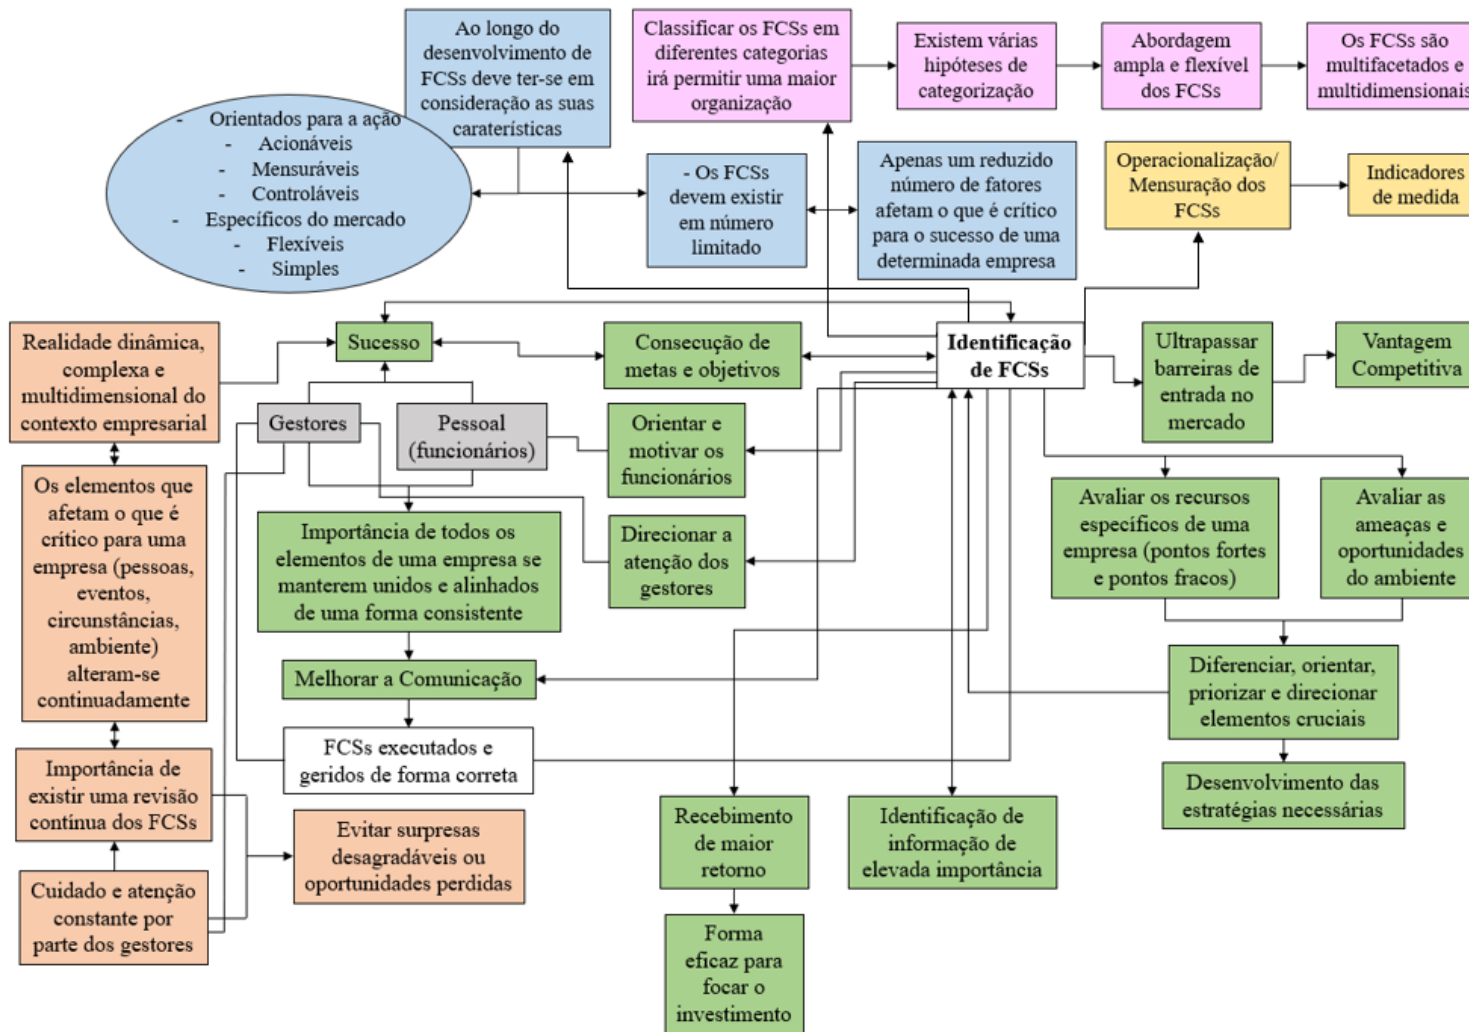 Ao longo do
desenvolvimento de
FCSs deve ter-se em
consideração as suas
caraterísticas
Classificar os FCSs em
diferentes categorias
irá permitir uma maior
organização
Existem várias
hipóteses de
categorização
Abordagem
ampla e flexível
dos FCSs
Os FCSs são
multifacetados e
multidimensionais
- Orientados para a ação
- Acionáveis
- Mensuráveis
- Controláveis
- Específicos do mercado
- Flexíveis
- Simples
- Os FCSs
devem existir
em número
limitado
Apenas um reduzido
número de fatores
afetam o que é crítico
para o sucesso de uma
determinada empresa
Operacionalização/
Mensuração dos
FCSs
Indicadores
de medida
Realidade dinâmica,
complexa e
multidimensional do
contexto empresarial
Sucesso
Consecução de
metas e objetivos
Identificação
de FCSs
Ultrapassar
barreiras de
entrada no
mercado
Vantagem
Competitiva
Gestores
Pessoal
(funcionários)
Orientar e
motivar os
funcionários
Os elementos que
afetam o que é
crítico para uma
empresa (pessoas,
eventos,
circunstâncias,
ambiente)
alteram-se
continuadamente
Importância de todos os
elementos de uma empresa se
manterem unidos e alinhados
de uma forma consistente
Direcionar a
atenção dos
gestores
Avaliar os recursos
específicos de uma
empresa (pontos fortes
e pontos fracos)
Avaliar as
ameaças e
oportunidades
do ambiente
Melhorar a Comunicação
Diferenciar, orientar,
priorizar e direcionar
elementos cruciais
FCSs executados e
geridos de forma correta
Importância de
existir uma revisão
contínua dos FCSs
Desenvolvimento das
estratégias necessárias
Evitar surpresas
desagradáveis ou
oportunidades perdidas
Recebimento
de maior
retorno
Identificação de
informação de
elevada importância
Cuidado e atenção
constante por
parte dos gestores
Forma
eficaz para
focar o
investimento